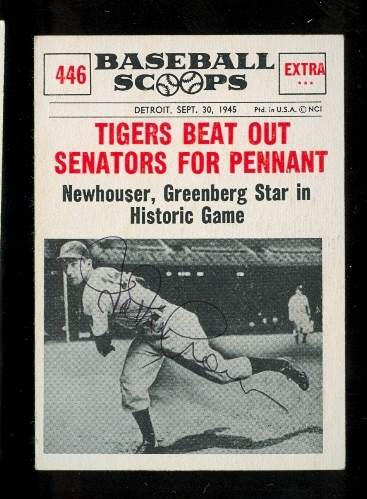 446
BASEBALL
SCOOPS
EXTRA
***
DETROIT, SEPT. 30, 1945 Ptd. in U.S.A. © NCI
TIGERS BEAT OUT
SENATORS FOR PENNANT
Newhouser, Greenberg Star in
Historic Game